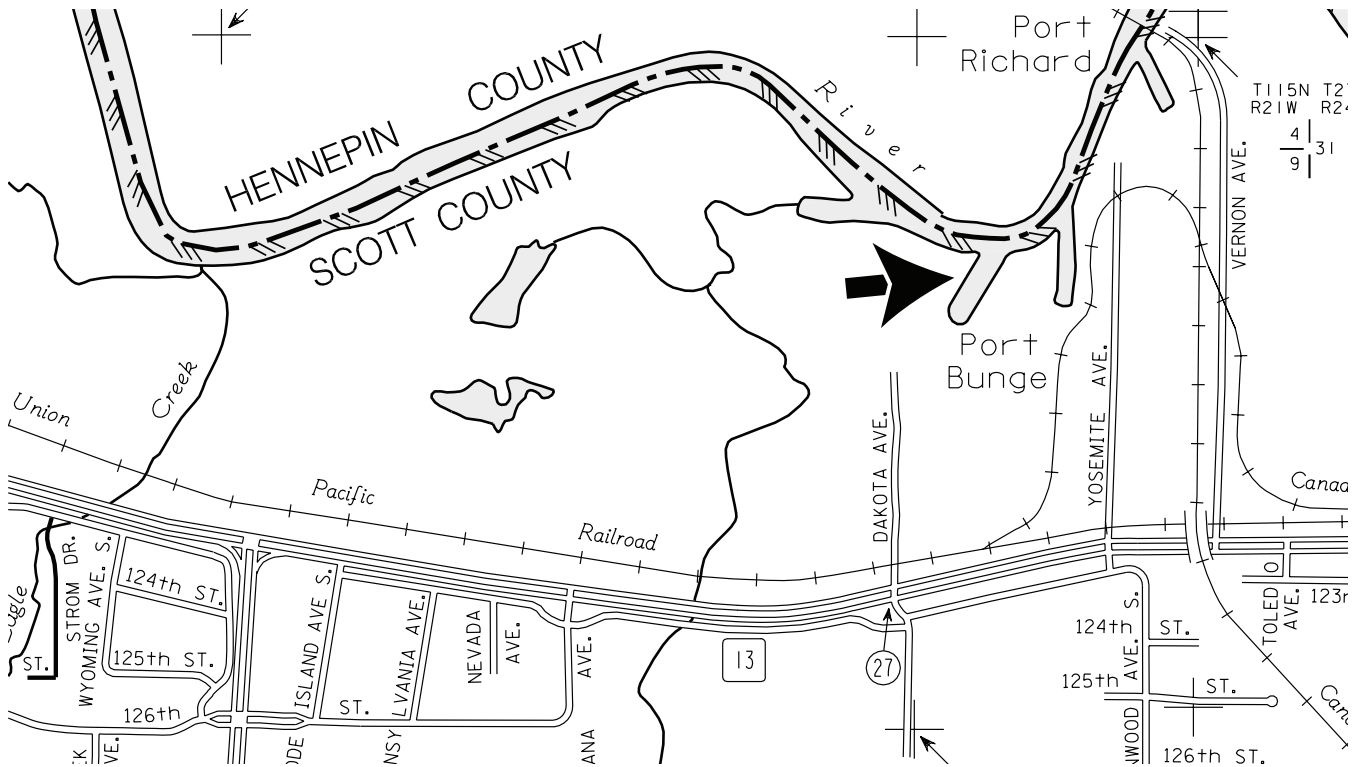 Port
Richard
COUNTY
HENNEPIN
River
T115N
R21W
4
31
9
VERNON AVE.
SCOTT COUNTY
Port
Bunge
Creek
YOSEMITE AVE.
DAKOTA AVE.
Union
Pacific
Railroad
STROM DR.
WYOMING AVE. S.
124th ST.
ISLAND AVE S.
AVE.
NEVADA
AVE.
AVE.
13
27
124th ST.
AVE. S.
TOLEDO
AVE.
125th ST.
ST.
125th
ST.
126th
ST.
126th ST.